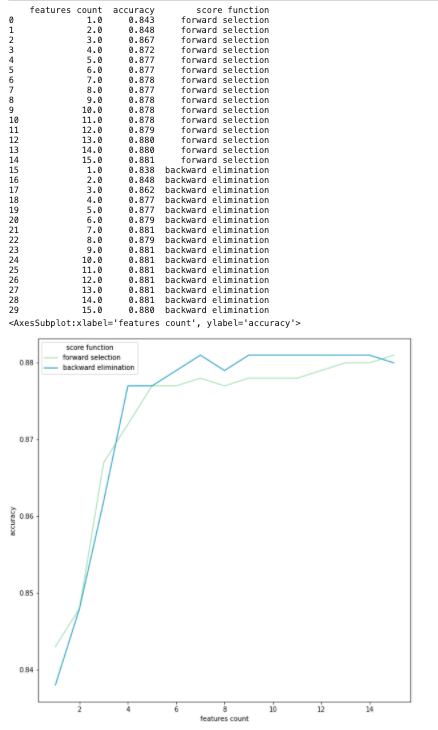 features count accuracy score function
0 1.0 0.843 forward selection
1 2.0 0.848 forward selection
2 3.0 0.867 forward selection
3 4.0 0.872 forward selection
4 5.0 0.877 forward selection
5 6.0 0.877 forward selection
6 7.0 0.878 forward selection
7 8.0 0.877 forward selection
8 9.0 0.878 forward selection
9 10.0 0.878 forward selection
10 11.0 0.878 forward selection
11 12.0 0.879 forward selection
12 13.0 0.880 forward selection
13 14.0 0.880 forward selection
14 15.0 0.881 forward selection
15 1.0 0.838 backward elimination
16 2.0 0.848 backward elimination
17 3.0 0.862 backward elimination
18 4.0 0.877 backward elimination
19 5.0 0.877 backward elimination
20 6.0 0.879 backward elimination
21 7.0 0.881 backward elimination
22 8.0 0.879 backward elimination
23 9.0 0.881 backward elimination
24 10.0 0.881 backward elimination
25 11.0 0.881 backward elimination
26 12.0 0.881 backward elimination
27 13.0 0.881 backward elimination
28 14.0 0.881 backward elimination
29 15.0 0.880 backward elimination
<AxesSubplot:xlabel='features count', ylabel='accuracy'>
score function
forward selection
backward elimination
0.88
0.87
0.86
accuracy
0.85
0.84
2 4 6 8 10 12 14
features count